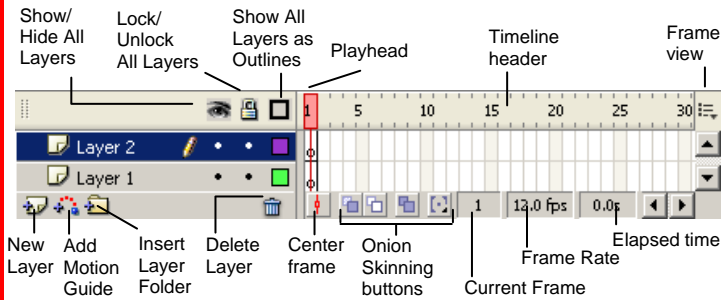 Show/
Hide All
Layers
Lock/
Unlock
All Layers
Show All
Layers as
Outlines
Playhead
Timeline
header
Frame
view
1 5 10 15 20 25 30
Layer 2
Layer 1
1 12.0 fps 0.0s
New
Layer
Add
Motion
Guide
Insert
Layer
Folder
Delete
Layer
Center
frame
Onion
Skinning
buttons
Current Frame
Frame Rate
Elapsed time